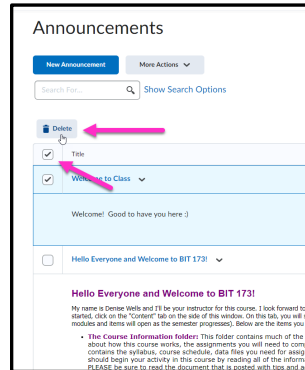 Announcements
New Announcement More Actions
Search For... Show Search Options
Delete
Title
Welcome to Class
Welcome! Good to have you here :)
Hello Everyone and Welcome to BIT 173!
Hello Everyone and Welcome to BIT 173!
My name is Denise Wells and I'll be your instructor for this course. I look forward to
started, click on the "Content" tab on the side of this window. On this tab, you will
modules and items will open as the semester progresses). Below are the items you
• The Course Information folder: This folder contains much of the
about how this course works, the assignments you will need to com
contains the syllabus, course schedule, data files you need for assig
should begin your activity in this course by reading all of the inform
PLEASE be sure to read the document that is posted with tips and a